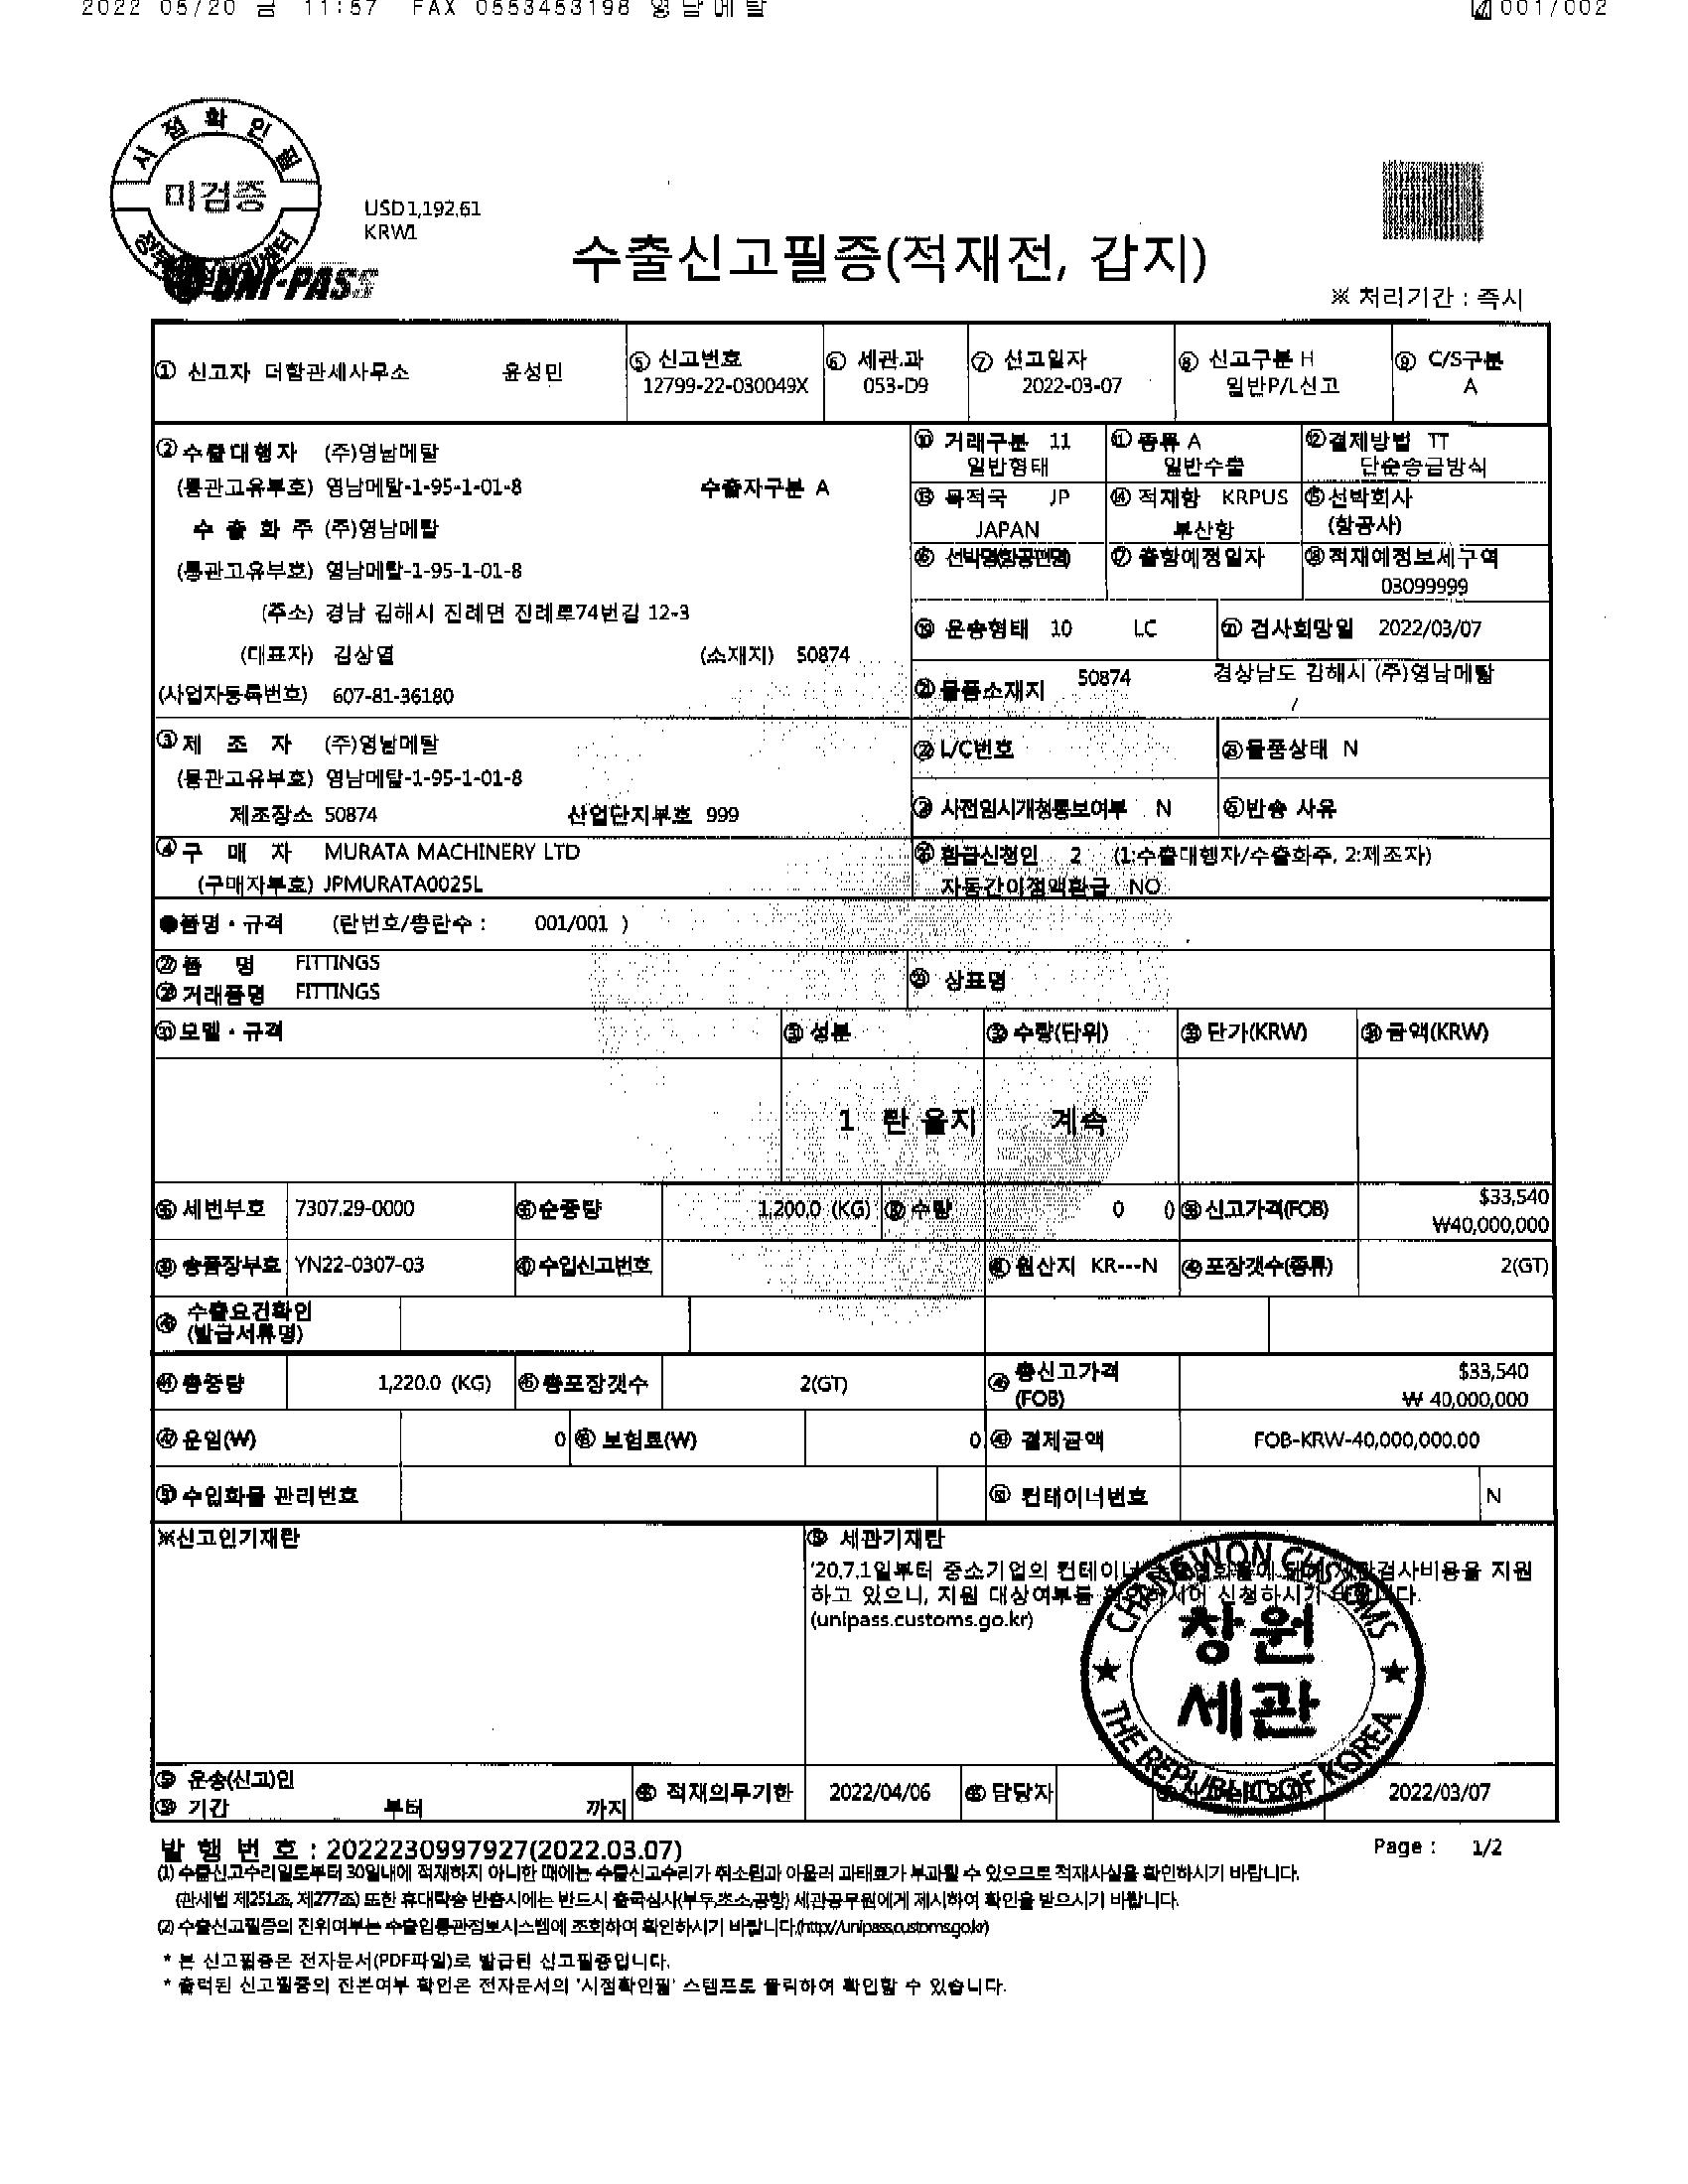 2022 05/20 금 11:57 FAX 0553453198 영남메탈 001/002
시점확인필
미검증
USD1,192.61
KRW1
UNI-PASS
수출신고필증(적재전, 갑지)
※ 처리기간 : 즉시
① 신고자 더함관세사무소 윤성민
⑤ 신고번호
12799-22-030049X
⑥ 세관.과
053-D9
⑦ 신고일자
2022-03-07
⑧ 신고구분 H
일반P/L신고
⑨ C/S구분
A
② 수출대행자 (주)영남메탈
(통관고유부호) 영남메탈-1-95-1-01-8 수출자구분 A
수 출 화 주 (주)영남메탈
(통관고유부호) 영남메탈-1-95-1-01-8
(주소) 경남 김해시 진례면 진례로74번길 12-3
(대표자) 김상열 (소재지) 50874
(사업자등록번호) 607-81-36180
⑩ 거래구분 11
일반형태
⑪ 종류 A
일반수출
⑫ 결제방법 TT
단순송금방식
⑬ 목적국 JP
JAPAN
⑭ 적재항 KRPUS
부산항
⑮ 선박회사
(항공사)
⑯ 선박명(항공편명)
⑰ 출항예정일자
⑱ 적재예정보세구역
03099999
⑲ 운송형태 10 LC
⑳ 검사희망일 2022/03/07
㉑ 물품소재지 50874 경상남도 김해시 (주)영남메탈
/
③ 제 조 자 (주)영남메탈
(통관고유부호) 영남메탈-1-95-1-01-8
제조장소 50874 산업단지부호 999
㉒ L/C번호
㉓ 물품상태 N
㉔ 사전임시개청통보여부 N
㉕ 반송 사유
④ 구 매 자 MURATA MACHINERY LTD
(구매자부호) JPMURATA0025L
㉖ 환급신청인 2 (1:수출대행자/수출화주, 2:제조자)
자동간이정액환급 NO
●품명ㆍ규격 (란번호/총란수 : 001/001 )
㉗ 품 명 FITTINGS
㉘ 거래품명 FITTINGS
㉙ 상표명
㉚ 모델ㆍ규격
㉛ 성분
㉜ 수량(단위)
㉝ 단가(KRW)
㉞ 금액(KRW)
1 란 을지 계속
㉟ 세번부호 7307.29-0000
㊱ 순중량 1,200.0 (KG)
㊲ 수량 0 0
㊳ 신고가격(FOB) $33,540
₩40,000,000
㊴ 송품장부호 YN22-0307-03
㊵ 수입신고번호
㊶ 원산지 KR---N
㊷ 포장갯수(종류) 2(GT)
㊸ 수출요건확인
(발급서류명)
㊹ 총중량 1,220.0 (KG)
㊺ 총포장갯수 2(GT)
㊻ 총신고가격
(FOB)
$33,540
₩ 40,000,000
㊼ 운임(₩) 0
㊽ 보험료(₩) 0
㊾ 결제금액 FOB-KRW-40,000,000.00
㊿ 수입화물 관리번호
컨테이너번호 N
※신고인기재란
세관기재란
'20.7.1일부터 중소기업의 컨테이너 검사비용을 지원
하고 있으니, 지원 대상여부를 신청하시기
(unipass.customs.go.kr)
CHANGWON CUSTOMS
창원
세관
THE REPUBLIC OF KOREA
운송(신고)인
기간 부터 까지
적재의무기한 2022/04/06
담당자
2022/03/07
발 행 번 호 : 2022230997927(2022.03.07)
Page : 1/2
(1) 수출신고수리일로부터 30일내에 적재하지 아니한 때에는 수출신고수리가 취소됨과 아울러 과태료가 부과될 수 있으므로 적재사실을 확인하시기 바랍니다.
(관세법 제251조, 제277조) 또한 휴대탁송 반출시에는 반드시 출국심사(부두,초소,공항) 세관공무원에게 제시하여 확인을 받으시기 바랍니다.
(2) 수출신고필증의 진위여부는 수출입통관정보시스템에 조회하여 확인하시기 바랍니다.(http://unipass.customs.go.kr)
* 본 신고필증은 전자문서(PDF파일)로 발급된 신고필증입니다.
* 출력된 신고필증의 진본여부 확인은 전자문서의 '시점확인필' 스탬프로 클릭하여 확인할 수 있습니다.